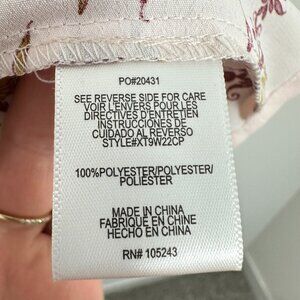 PO#20431
SEE REVERSE SIDE FOR CARE
VOIR L'ENVERS POUR LES
DIRECTIVES D'ENTRETIEN
INSTRUCCIONES DE
CUIDADO AL REVERSO
STYLE#XT9W22CP
100%POLYESTER/POLYESTER/
POLIESTER
MADE IN CHINA
FABRIQUÉ EN CHINE
HECHO EN CHINA
RN# 105243